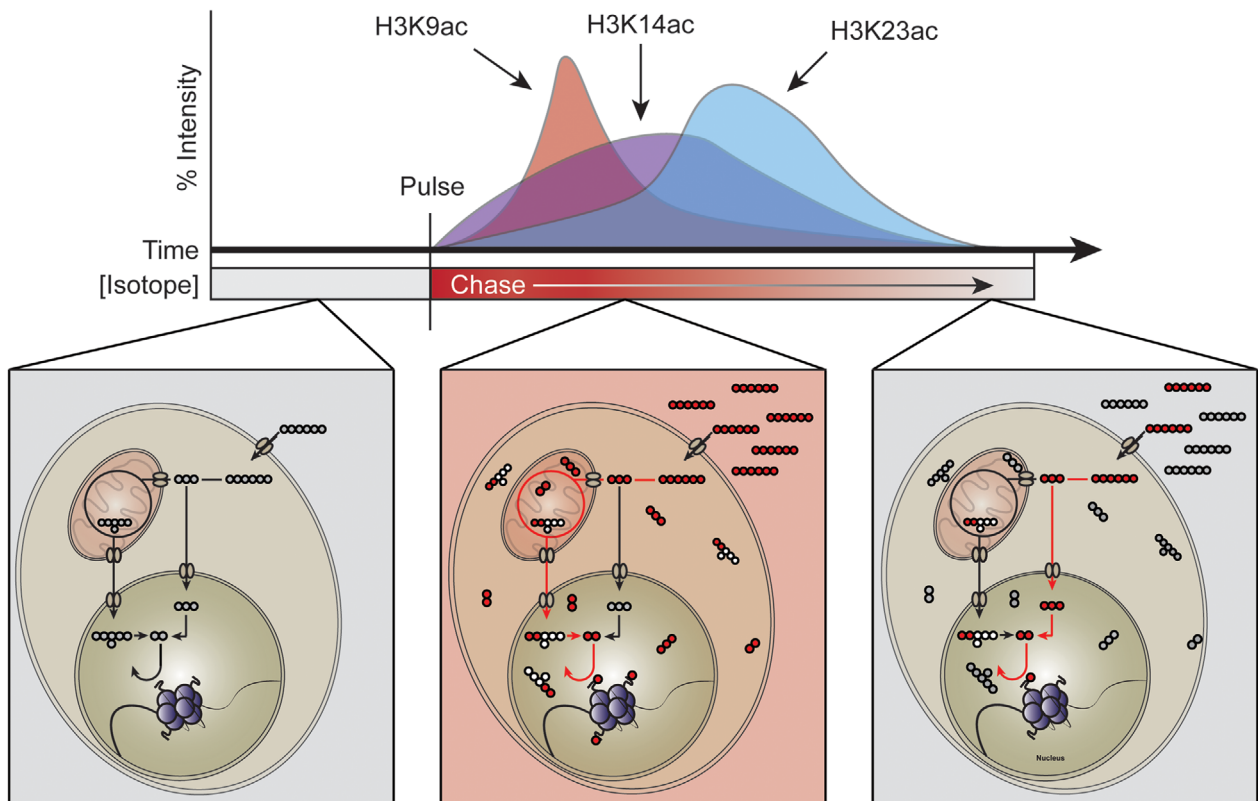 H3K9ac
H3K14ac
H3K23ac
% Intensity
Pulse
Time
[Isotope]
Chase
Nucleus